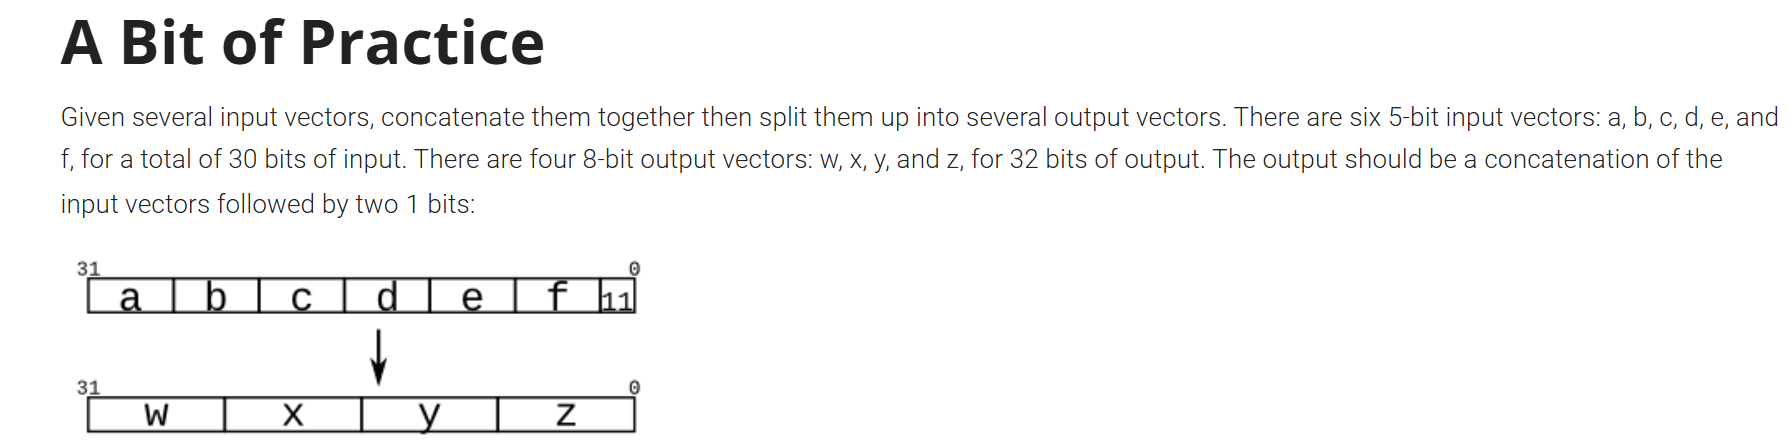 A Bit of Practice
Given several input vectors, concatenate them together then split them up into several output vectors. There are six 5-bit input vectors: a, b, c, d, e, and
f, for a total of 30 bits of input. There are four 8-bit output vectors: w, x, y, and z, for 32 bits of output. The output should be a concatenation of the
input vectors followed by two 1 bits:
31 0
a b c d e f 11
31 0
w x y z